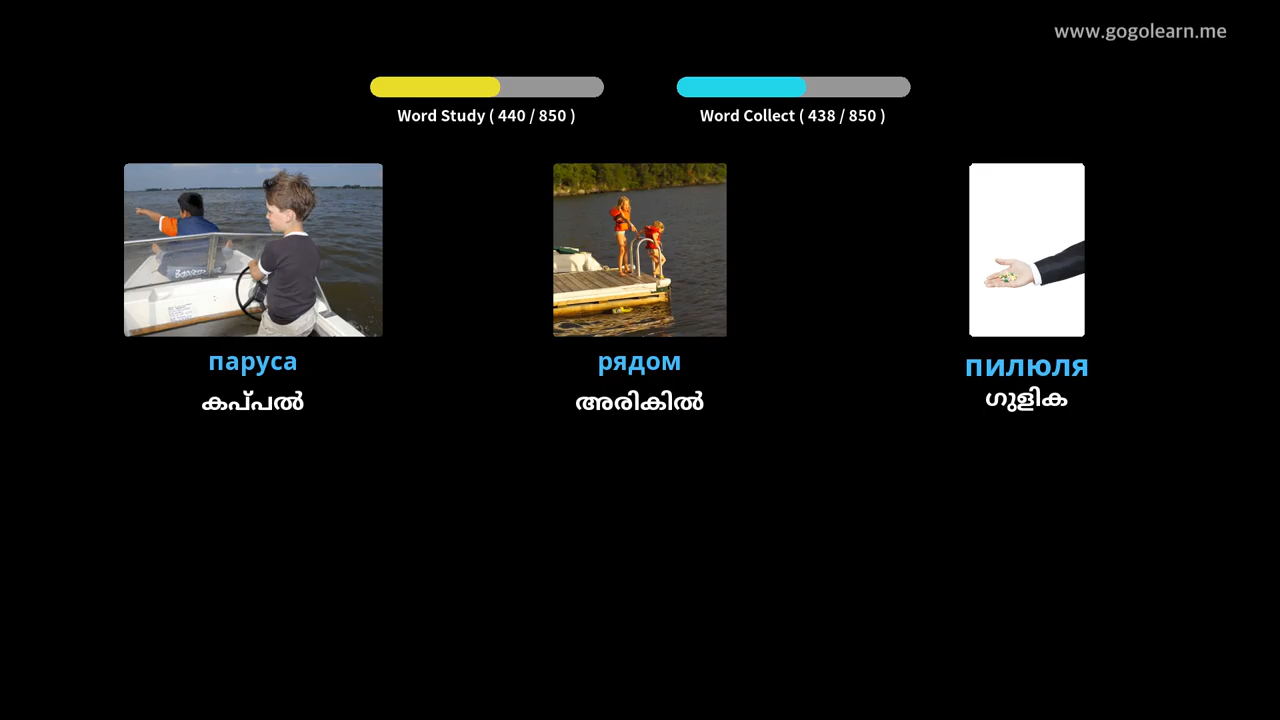 www.gogolearn.me
Word Study ( 440 / 850 )
Word Collect ( 438 / 850 )
паруса
рядом
пилюля
കപ്പൽ
അരികിൽ
ഗുളിക